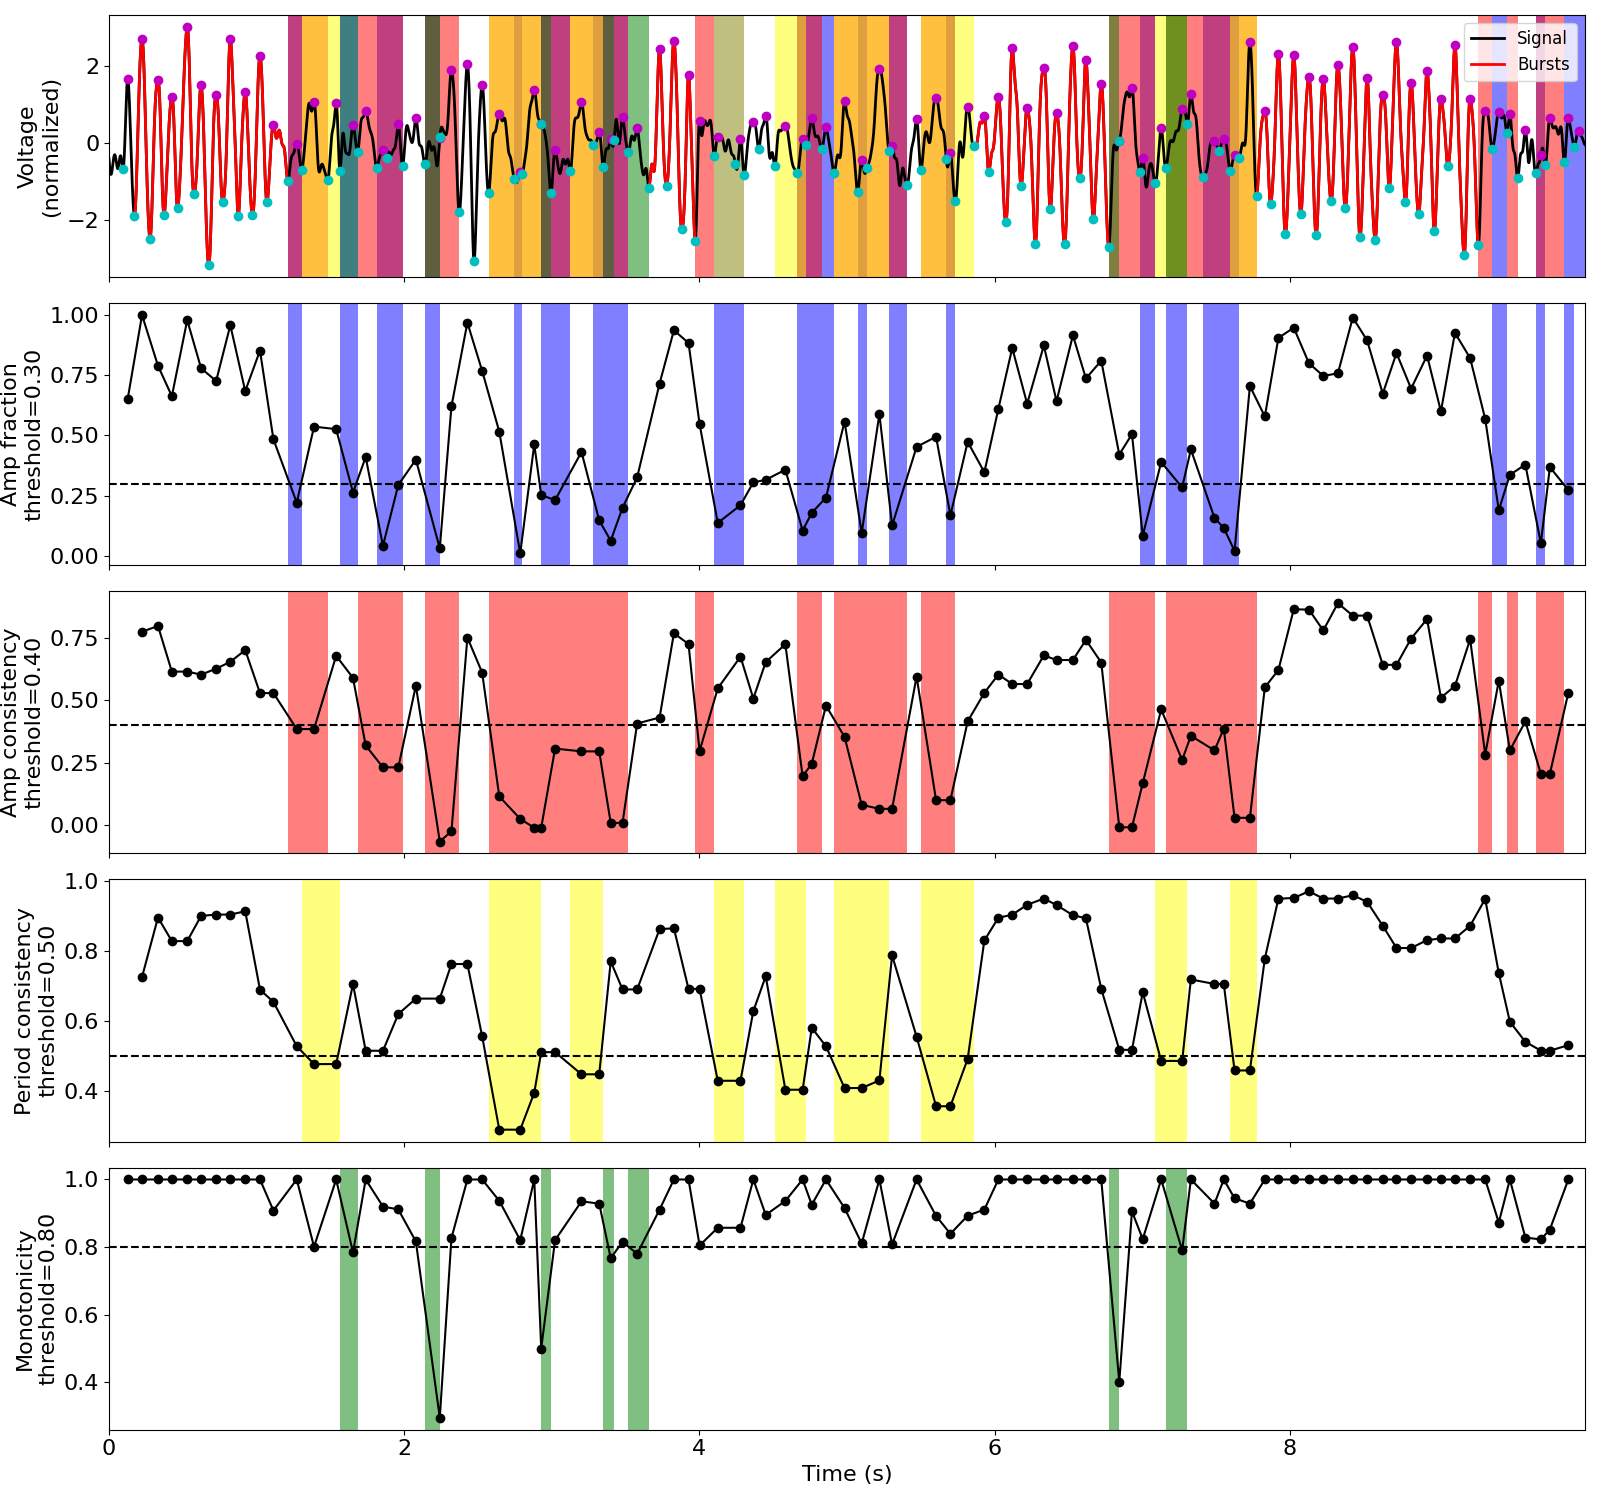 Voltage
(normalized)
2
0
−2
Signal
Bursts
Amp fraction
threshold=0.30
1.00
0.75
0.50
0.25
0.00
Amp consistency
threshold=0.40
0.75
0.50
0.25
0.00
Period consistency
threshold=0.50
1.0
0.8
0.6
0.4
Monotonicity
threshold=0.80
1.0
0.8
0.6
0.4
0
2
4
6
8
Time (s)